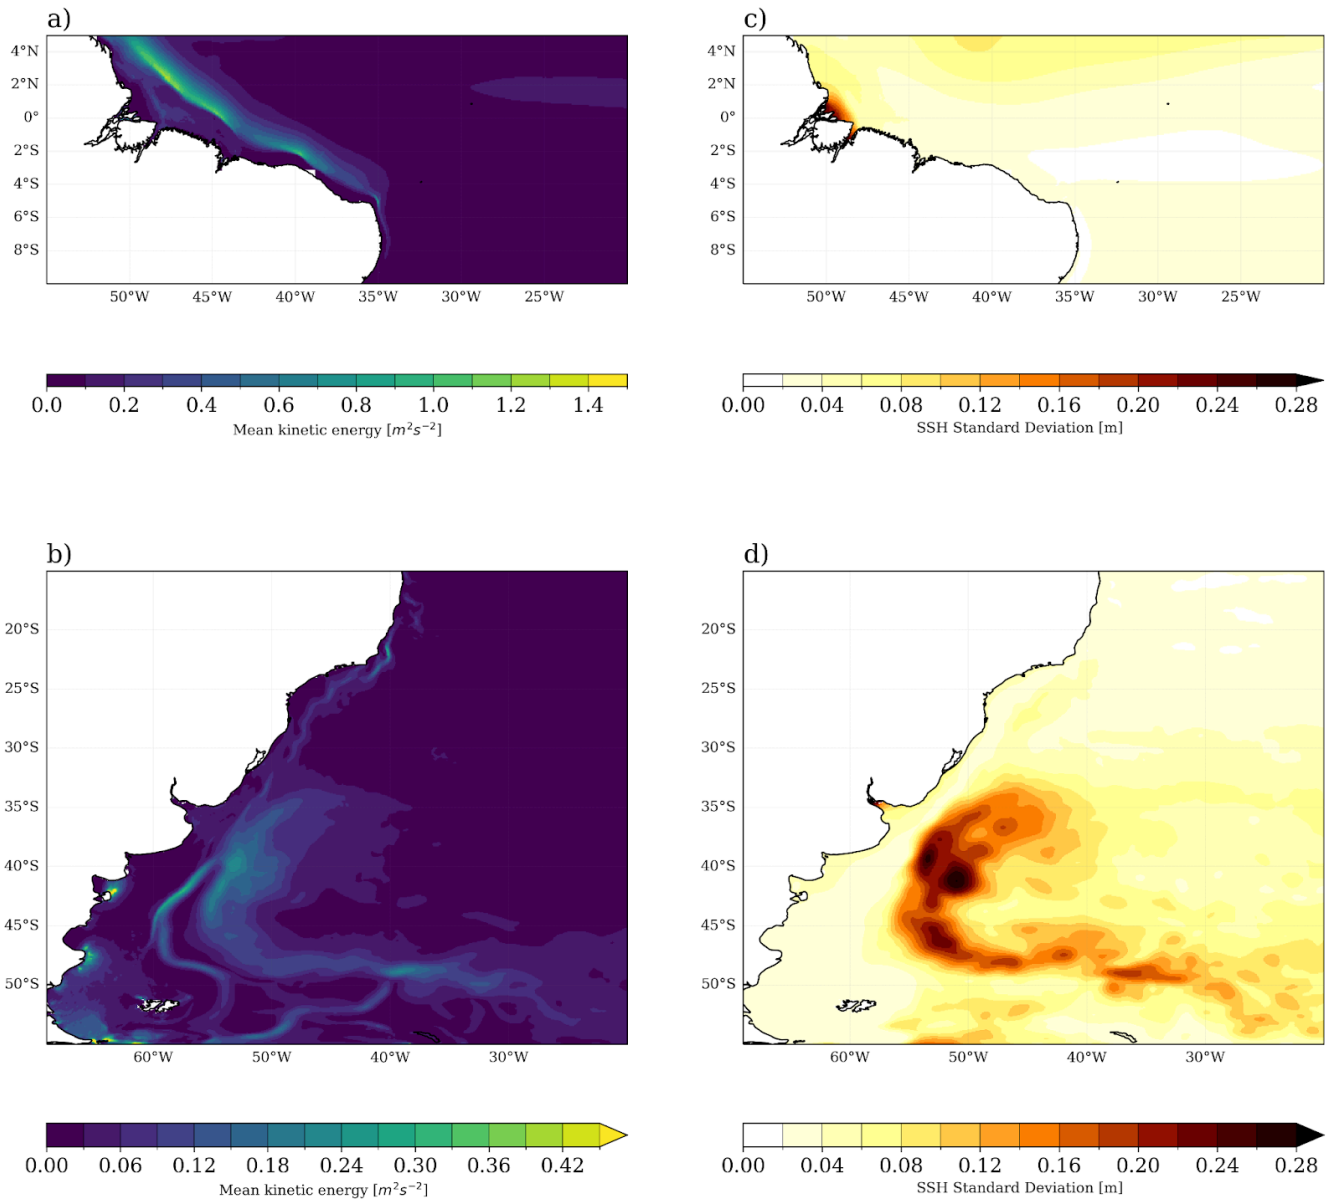 a)
4°N
2°N
0°
2°S
4°S
6°S
8°S
50°W 45°W 40°W 35°W 30°W 25°W
0.0 0.2 0.4 0.6 0.8 1.0 1.2 1.4
Mean kinetic energy [m²s⁻²]
c)
4°N
2°N
0°
2°S
4°S
6°S
8°S
50°W 45°W 40°W 35°W 30°W 25°W
0.00 0.04 0.08 0.12 0.16 0.20 0.24 0.28
SSH Standard Deviation [m]
b)
20°S
25°S
30°S
35°S
40°S
45°S
50°S
60°W 50°W 40°W 30°W
0.00 0.06 0.12 0.18 0.24 0.30 0.36 0.42
Mean kinetic energy [m²s⁻²]
d)
20°S
25°S
30°S
35°S
40°S
45°S
50°S
60°W 50°W 40°W 30°W
0.00 0.04 0.08 0.12 0.16 0.20 0.24 0.28
SSH Standard Deviation [m]